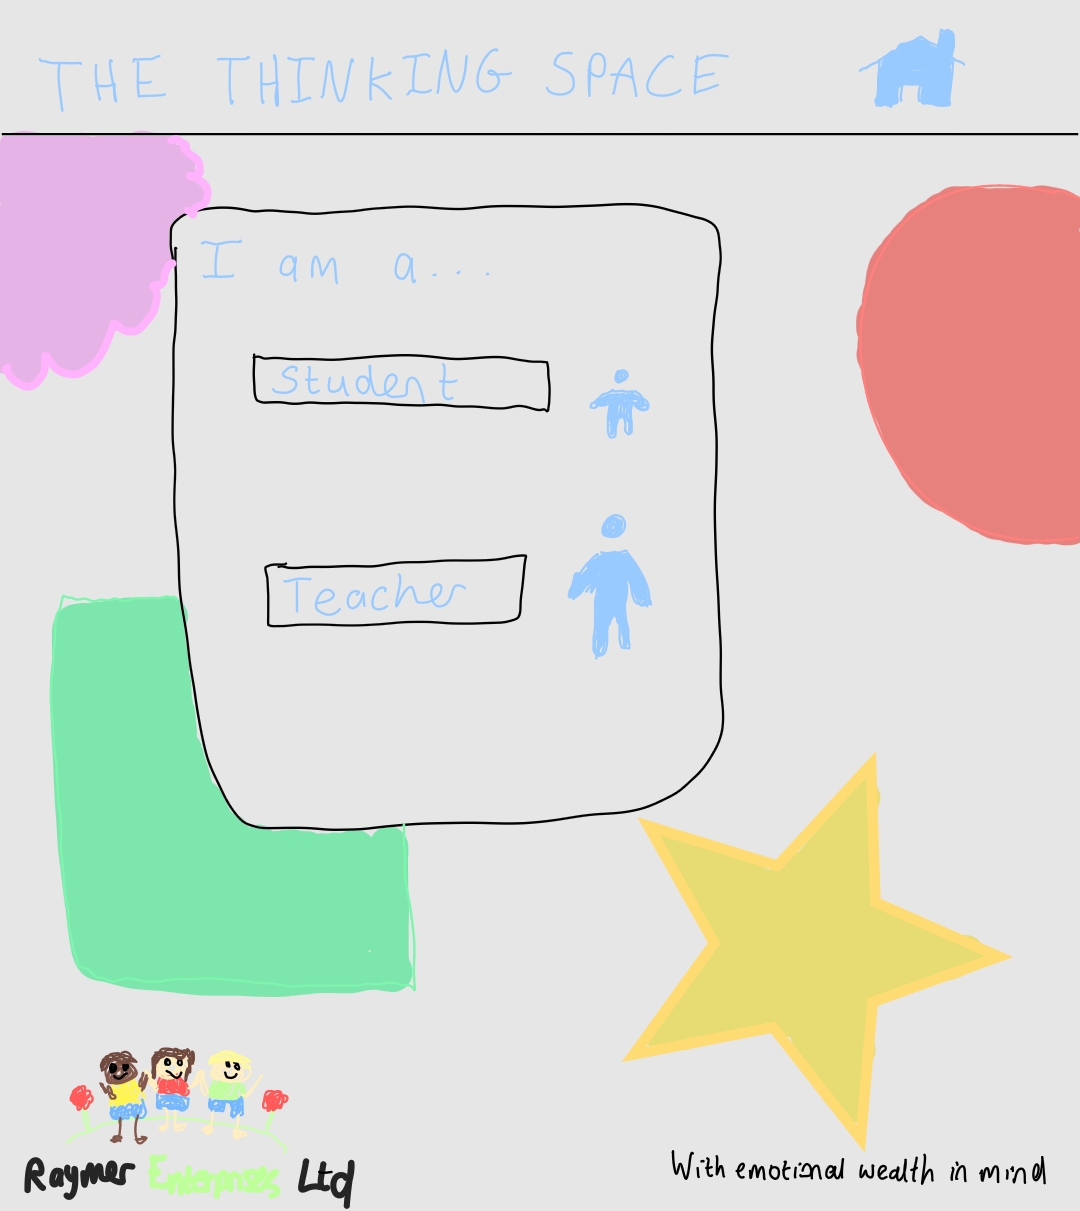 THE THINKING SPACE
I am a...
Student
Teacher
Raymer Enterprises Ltd
With emotional wealth in mind